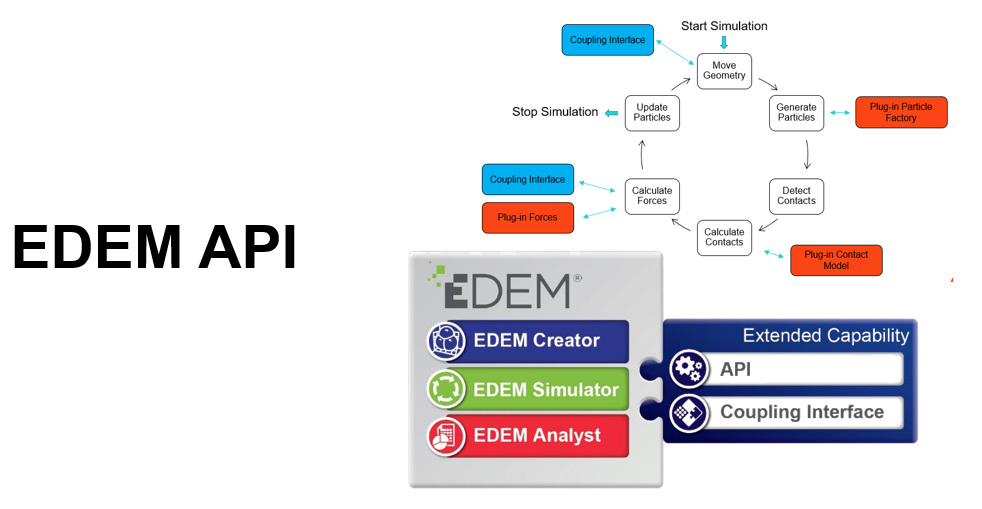 EDEM API
Start Simulation
Coupling Interface
Move
Geometry
Update
Particles
Generate
Particles
Plug-in Particle
Factory
Stop Simulation
Coupling Interface
Calculate
Forces
Detect
Contacts
Plug-in Forces
Calculate
Contacts
Plug-in Contact
Model
EDEM®
EDEM Creator
EDEM Simulator
EDEM Analyst
Extended Capability
API
Coupling Interface